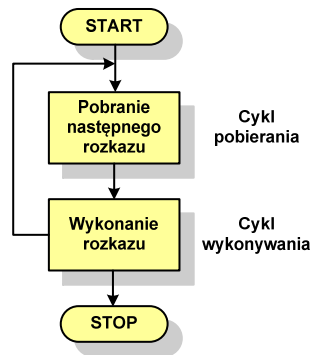 START
Pobranie
następnego
rozkazu
Cykl
pobierania
Wykonanie
rozkazu
Cykl
wykonywania
STOP